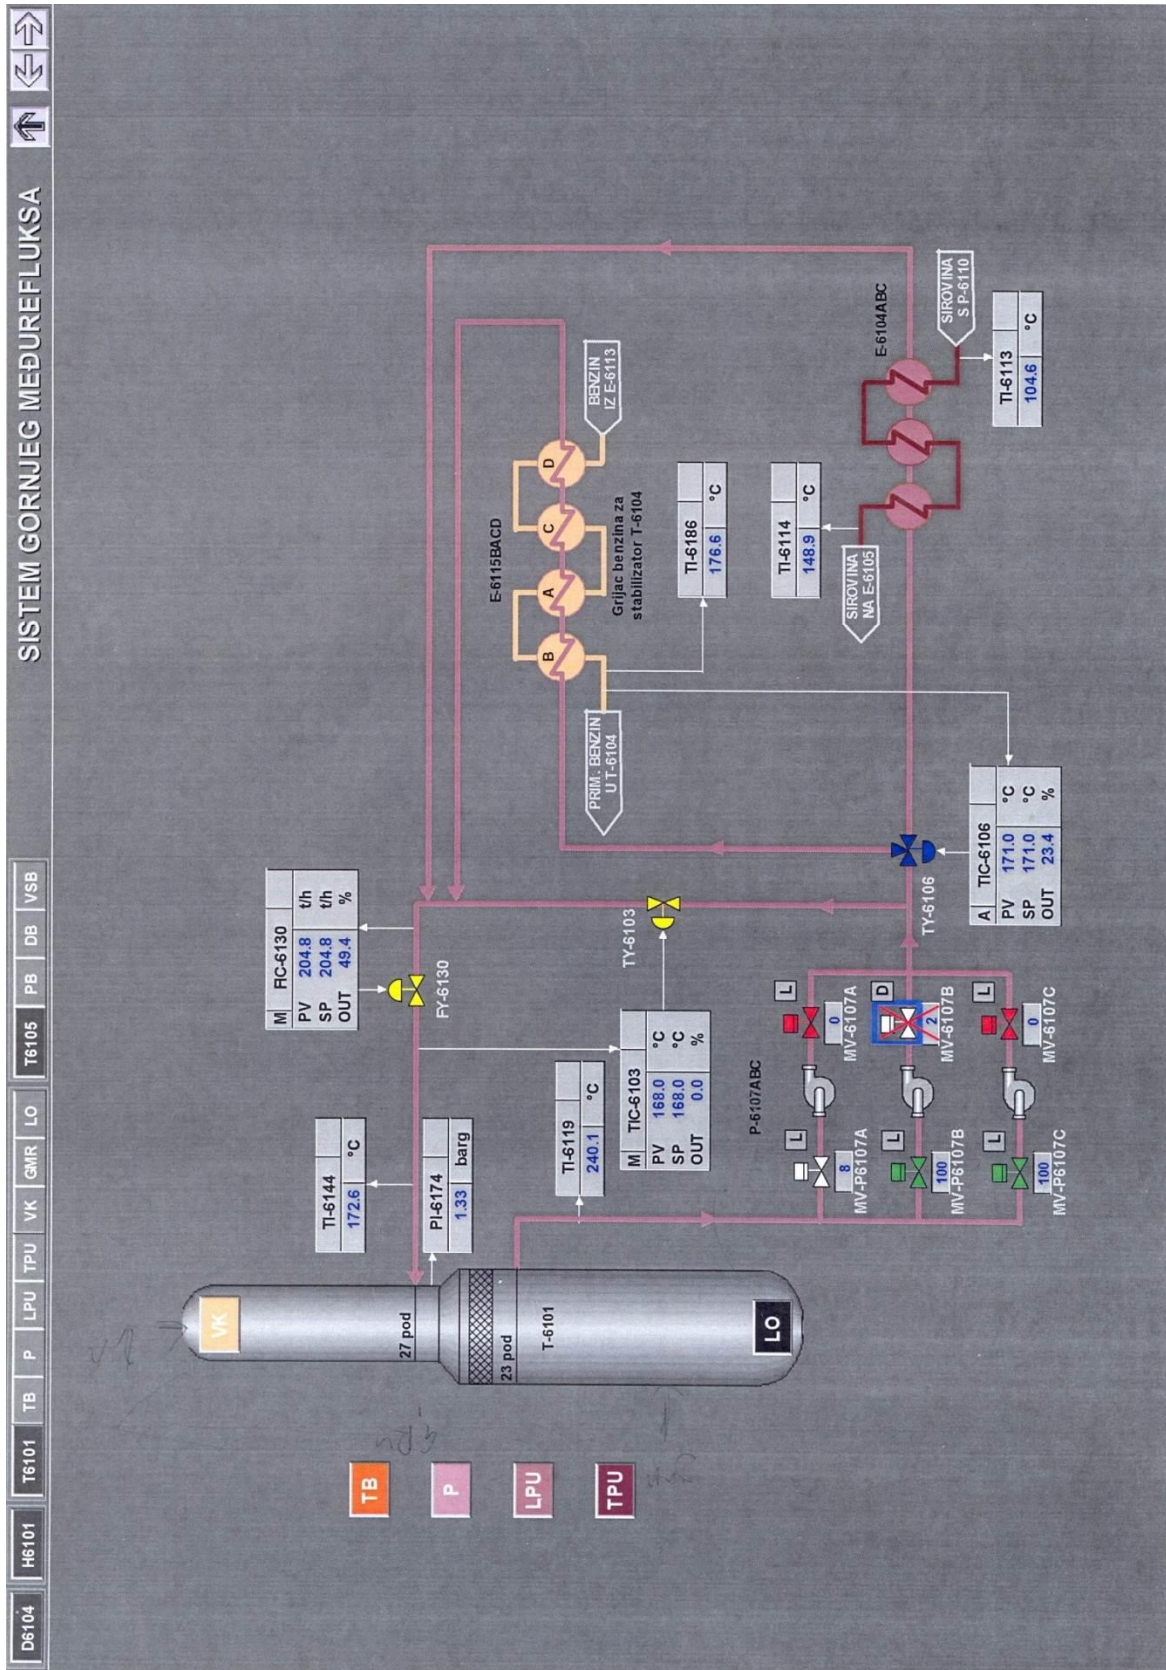 D6104
H6101
T6101
TB
P
LPU
TPU
VK
GMR
LO
T6105
PB
DB
VSB
SISTEM GORNJEG MEĐUREFLUKSA
M FIC-6130
PV 204.8 t/h
SP 204.8 t/h
OUT 49.4 %
FY-6130
TI-6144
172.6 °C
PI-6174
1.33 barg
VK
27 pod
23 pod
T-6101
LO
TB
P
LPU
TPU
TI-6119
240.1 °C
M TIC-6103
PV 168.0 °C
SP 168.0 °C
OUT 0.0 %
TY-6103
E-6115BACD
B
A
C
D
BENZIN
IZ E-6113
Grijac benzina za
stabilizator T-6104
PRIM. BENZIN
U T-6104
TI-6186
176.6 °C
TI-6114
148.9 °C
SIROVINA
NA E-6105
E-6104ABC
SIROVINA
S P-6110
TI-6113
104.6 °C
TY-6106
A TIC-6106
PV 171.0 °C
SP 171.0 °C
OUT 23.4 %
P-6107ABC
L
8
MV-P6107A
L
0
MV-6107A
L
100
MV-P6107B
D
2
MV-6107B
L
100
MV-P6107C
L
0
MV-6107C